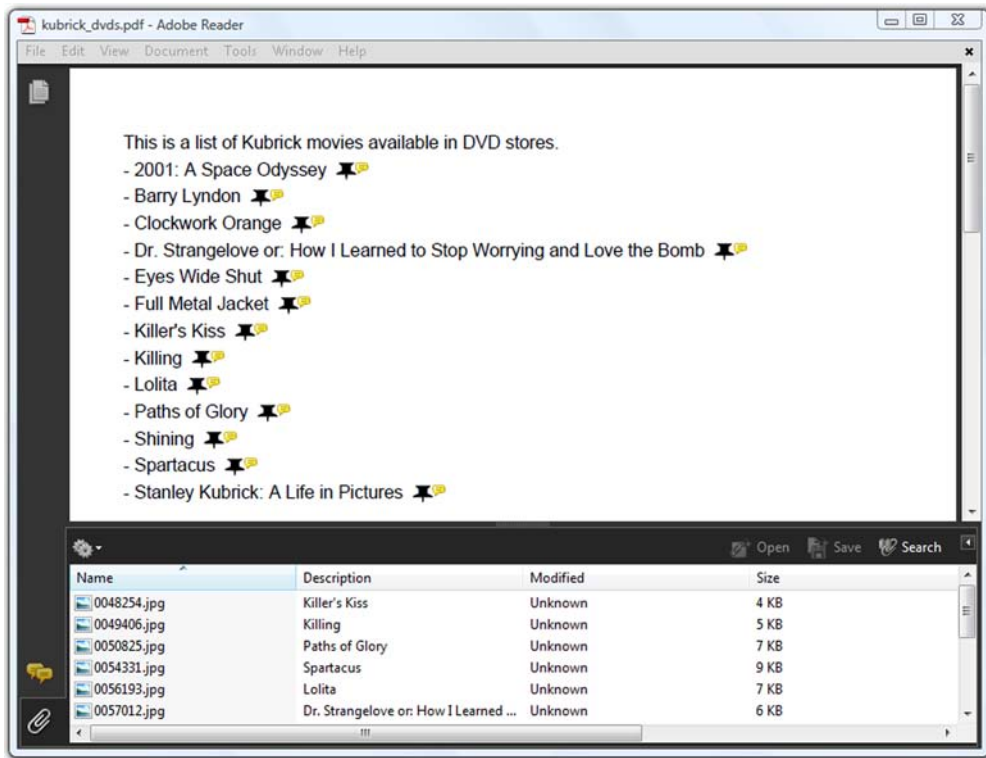 kubrick_dvds.pdf - Adobe Reader
File Edit View Document Tools Window Help
This is a list of Kubrick movies available in DVD stores.
- 2001: A Space Odyssey
- Barry Lyndon
- Clockwork Orange
- Dr. Strangelove or: How I Learned to Stop Worrying and Love the Bomb
- Eyes Wide Shut
- Full Metal Jacket
- Killer's Kiss
- Killing
- Lolita
- Paths of Glory
- Shining
- Spartacus
- Stanley Kubrick: A Life in Pictures
Open Save Search
Name Description Modified Size
0048254.jpg Killer's Kiss Unknown 4 KB
0049406.jpg Killing Unknown 5 KB
0050825.jpg Paths of Glory Unknown 7 KB
0054331.jpg Spartacus Unknown 9 KB
0056193.jpg Lolita Unknown 7 KB
0057012.jpg Dr. Strangelove or: How I Learned ... Unknown 6 KB